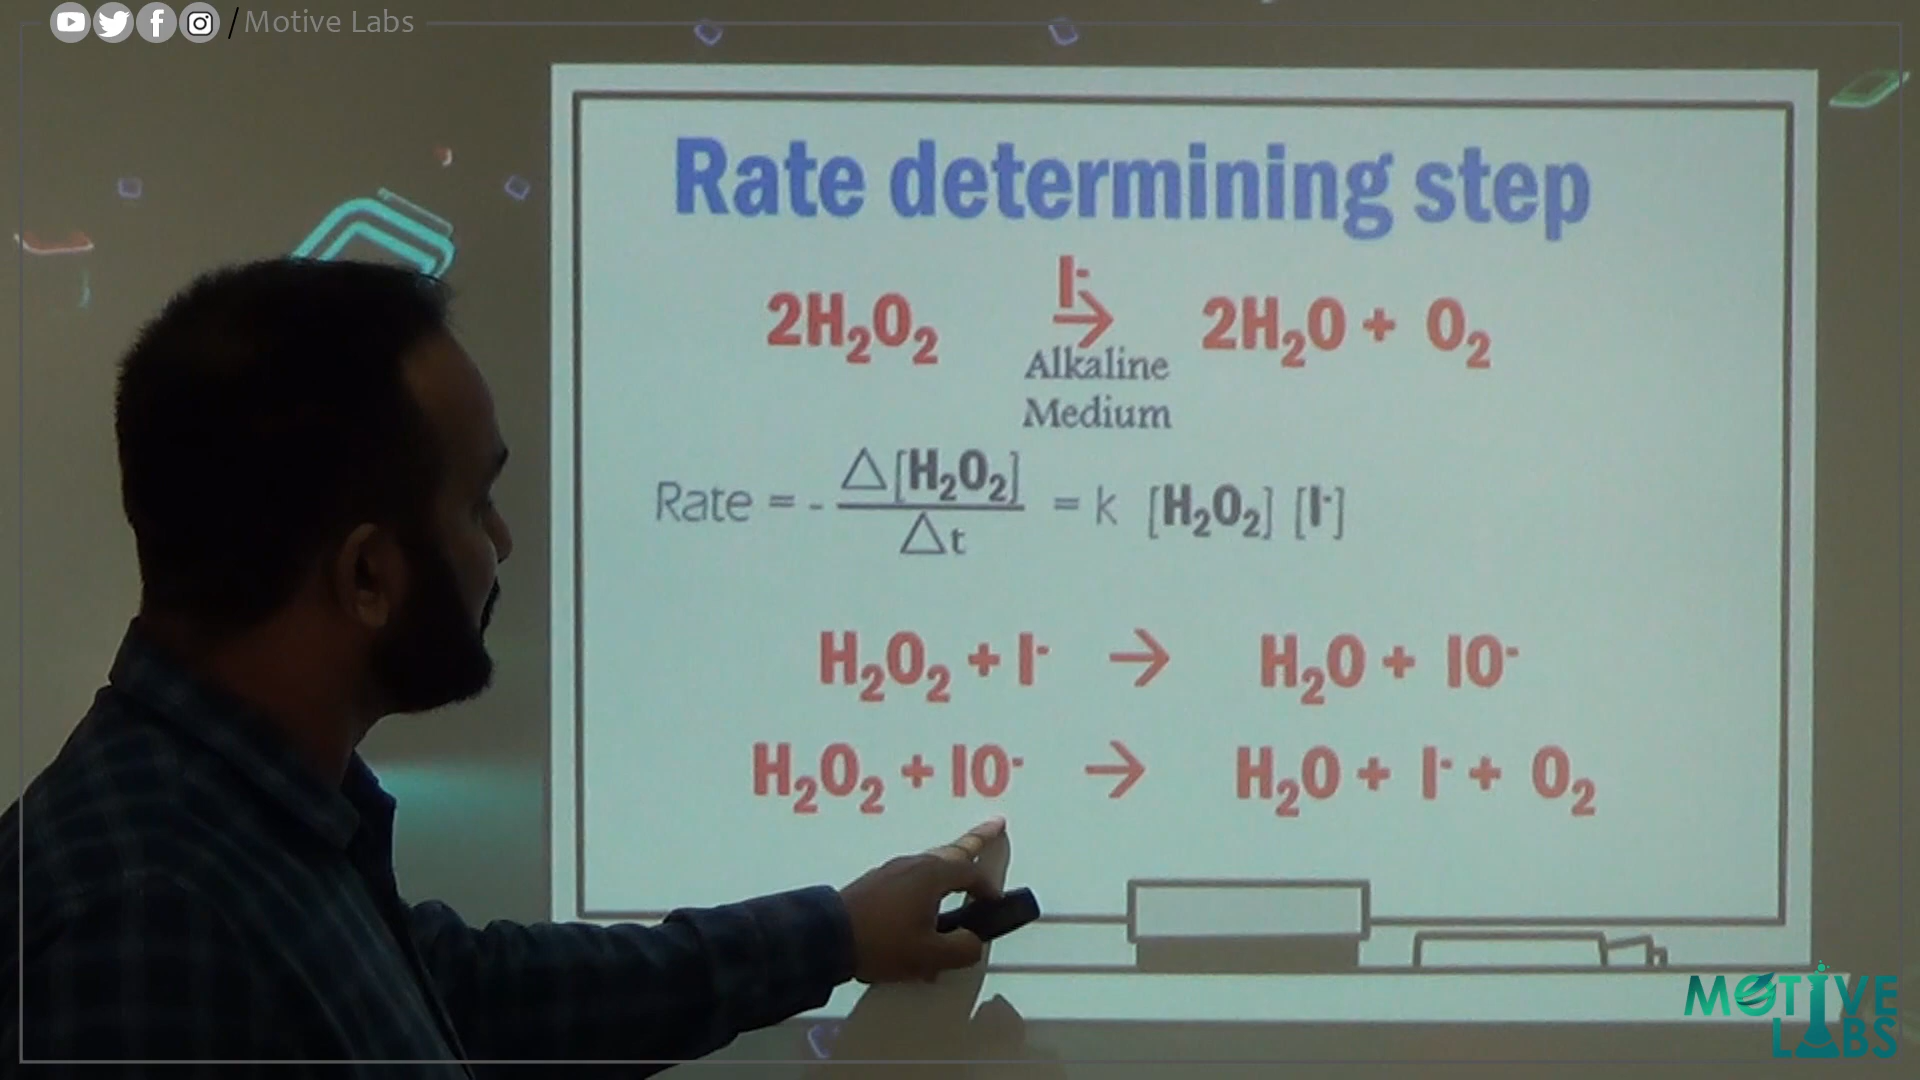 / Motive Labs
Rate determining step
I⁻
2H₂O₂ → 2H₂O + O₂
Alkaline
Medium
Rate = - △[H₂O₂] / △t = k [H₂O₂] [I⁻]
H₂O₂ + I⁻ → H₂O + IO⁻
H₂O₂ + IO⁻ → H₂O + I⁻ + O₂
MOTIVE
LABS